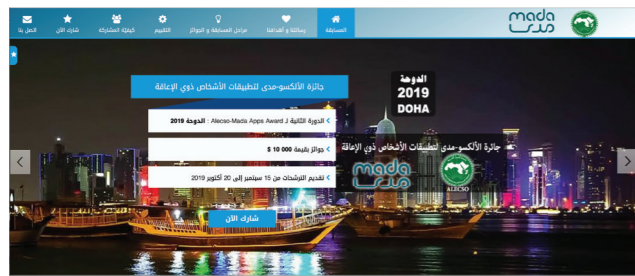 المسابقة
رسالتنا و أهدافنا
مراحل المسابقة و الجوائز
التقييم
كيفيّة المشاركة
شارك الآن
اتصل بنا
mada
مدى
جائزة الألكسو-مدى لتطبيقات الأشخاص ذوي الإعاقة
الدورة الثانية لـ Alecso-Mada Apps Award : الدوحة 2019
جوائز بقيمة 000 10 $
تقديم الترشحات من 15 سبتمبر إلى 20 أكتوبر 2019
شارك الآن
الدوحة
2019
DOHA
جائزة الألكسو-مدى لتطبيقات الأشخاص ذوي الإعاقة
mada
مدى
ALECSO